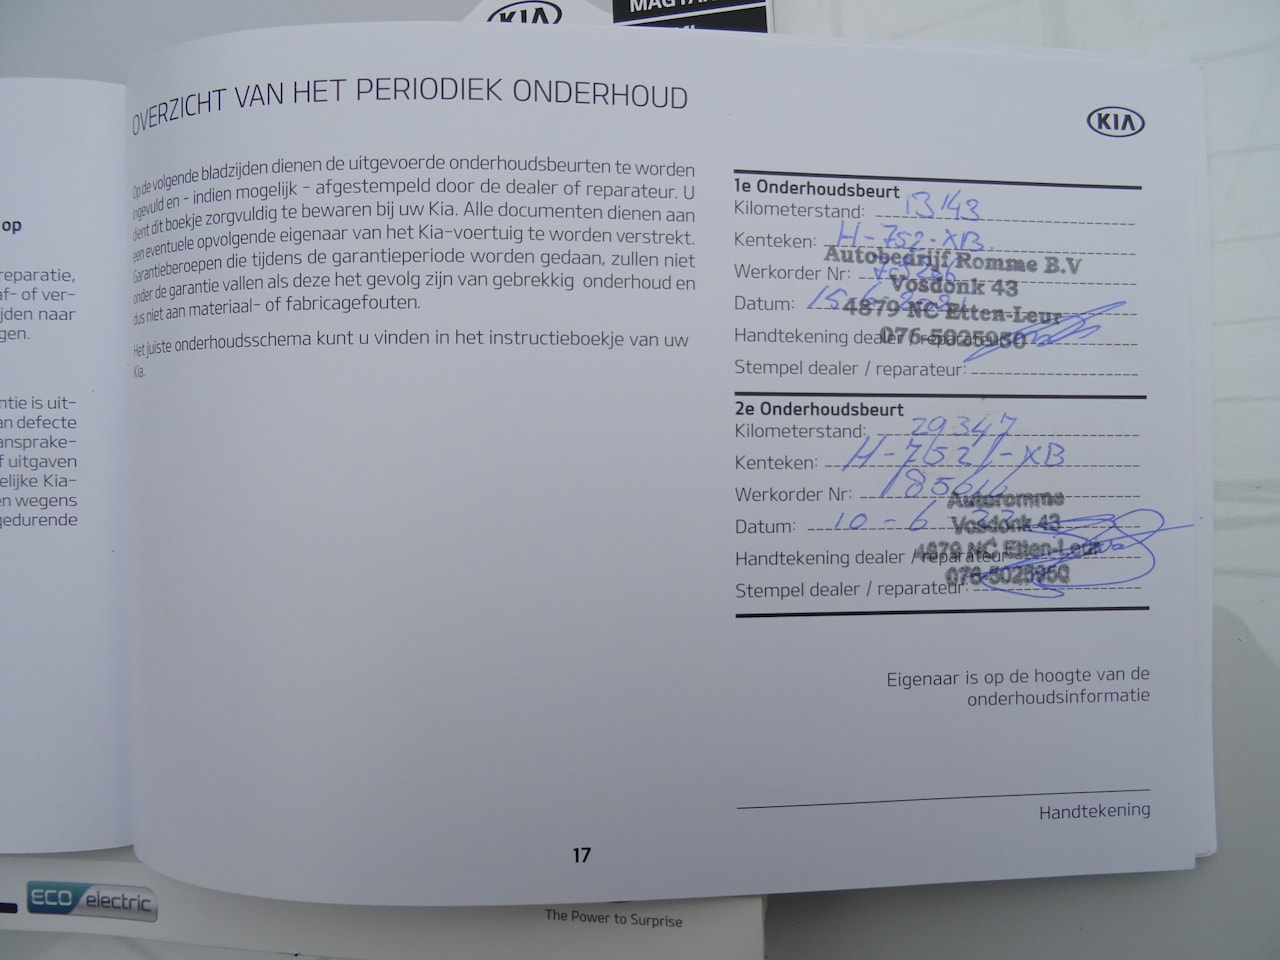 KIA
MAGYAR
OVERZICHT VAN HET PERIODIEK ONDERHOUD
KIA
Op de volgende bladzijden dienen de uitgevoerde onderhoudsbeurten te worden
ingevuld en - indien mogelijk - afgestempeld door de dealer of reparateur. U
dient dit boekje zorgvuldig te bewaren bij uw Kia. Alle documenten dienen aan
een eventuele opvolgende eigenaar van het Kia-voertuig te worden verstrekt.
Garantieberoepen die tijdens de garantieperiode worden gedaan, zullen niet
onder de garantie vallen als deze het gevolg zijn van gebrekkig onderhoud en
dus niet aan materiaal- of fabricagefouten.
Het juiste onderhoudsschema kunt u vinden in het instructieboekje van uw
Kia.
op
reparatie,
af- of ver-
jden naar
gen.
ntie is uit-
an defecte
ansprake-
f uitgaven
elijke Kia-
en wegens
gedurende
1e Onderhoudsbeurt
Kilometerstand: 13143
Kenteken: H-752-XB
Autobedrijf Romme B.V
Werkorder Nr:
Vosdonk 43
Datum: 15-6-2021
4879 NC Etten-Leur
Handtekening dealer / reparateur:
076-5025950
Stempel dealer / reparateur:
2e Onderhoudsbeurt
Kilometerstand: 29347
Kenteken: H-752-XB
Werkorder Nr:
Autoromme
Datum: 10-6
Vosdonk 43
Handtekening dealer / reparateur
4879 NC Etten-Leur
076-5025950
Stempel dealer / reparateur:
Eigenaar is op de hoogte van de
onderhoudsinformatie
Handtekening
17
ECO electric
The Power to Surprise